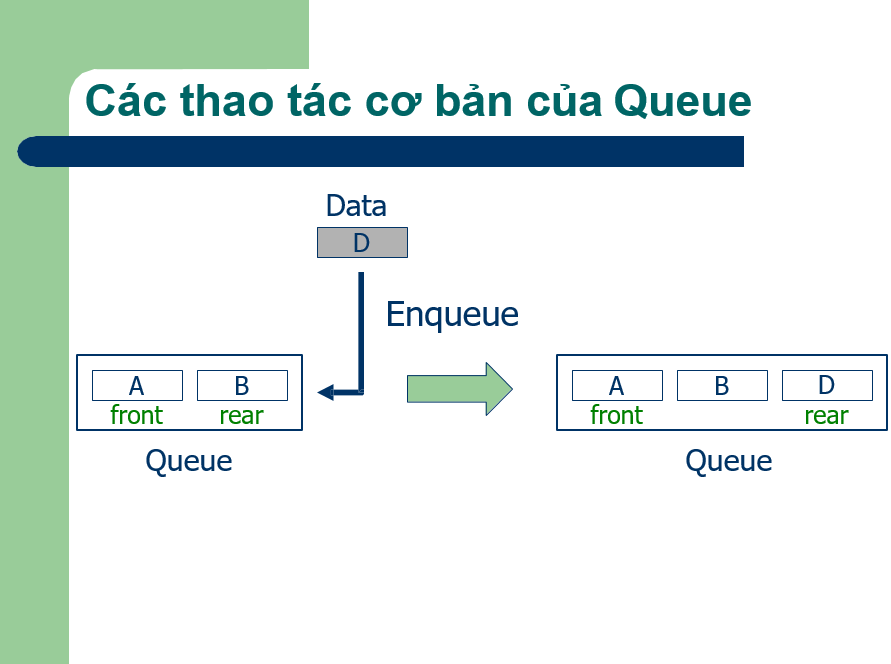 Các thao tác cơ bản của Queue
Data
D
Enqueue
A B
front rear
Queue
A B D
front rear
Queue